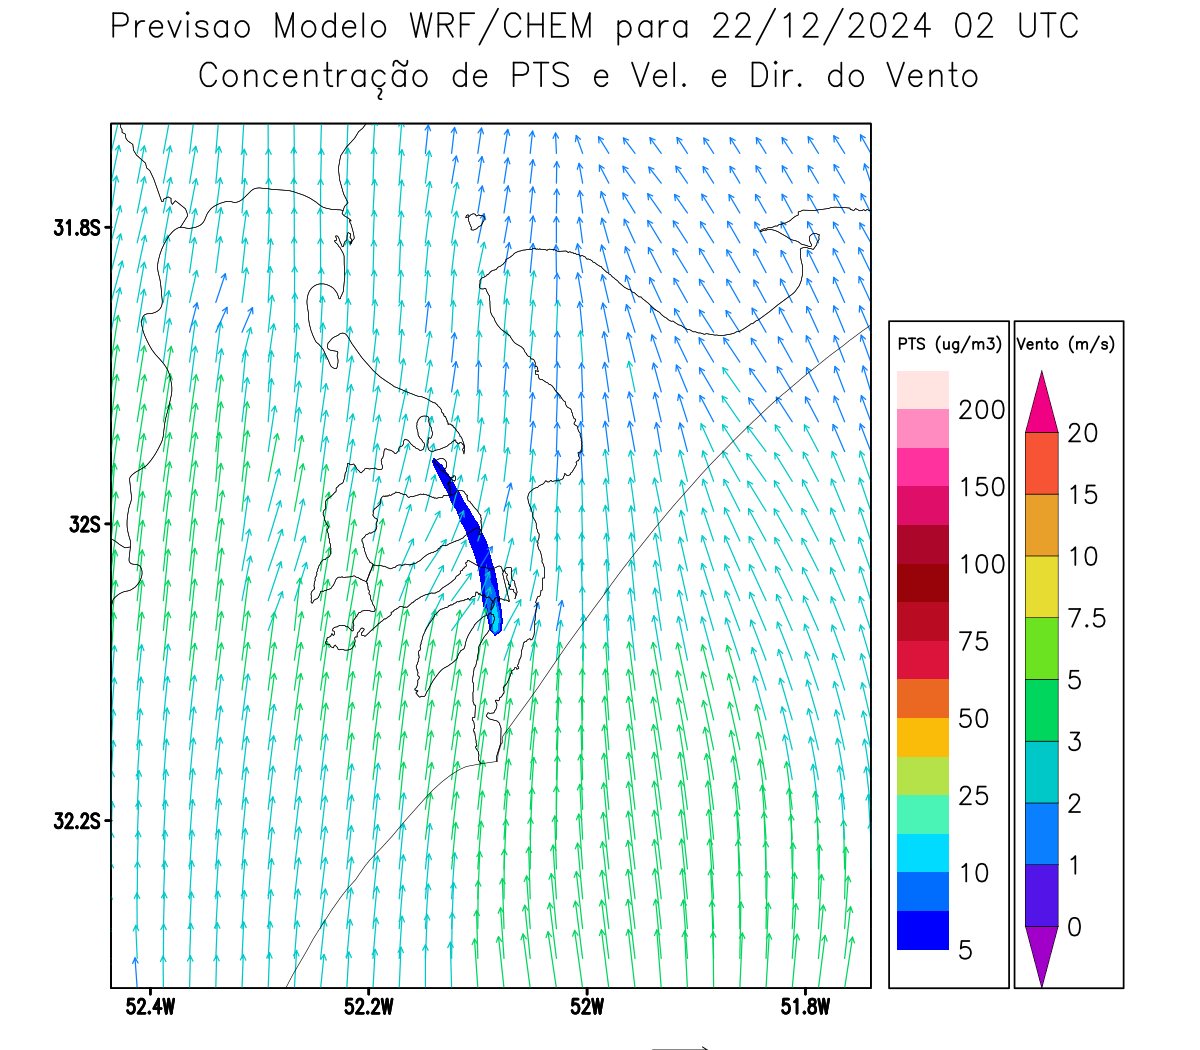 Previsao Modelo WRF/CHEM para 22/12/2024 02 UTC
Concentração de PTS e Vel. e Dir. do Vento
31.8S
32S
32.2S
52.4W
52.2W
52W
51.8W
PTS (ug/m3)
200
150
100
75
50
25
10
5
Vento (m/s)
20
15
10
7.5
5
3
2
1
0